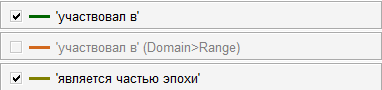 'участвовал в'
'участвовал в' (Domain>Range)
'является частью эпохи'